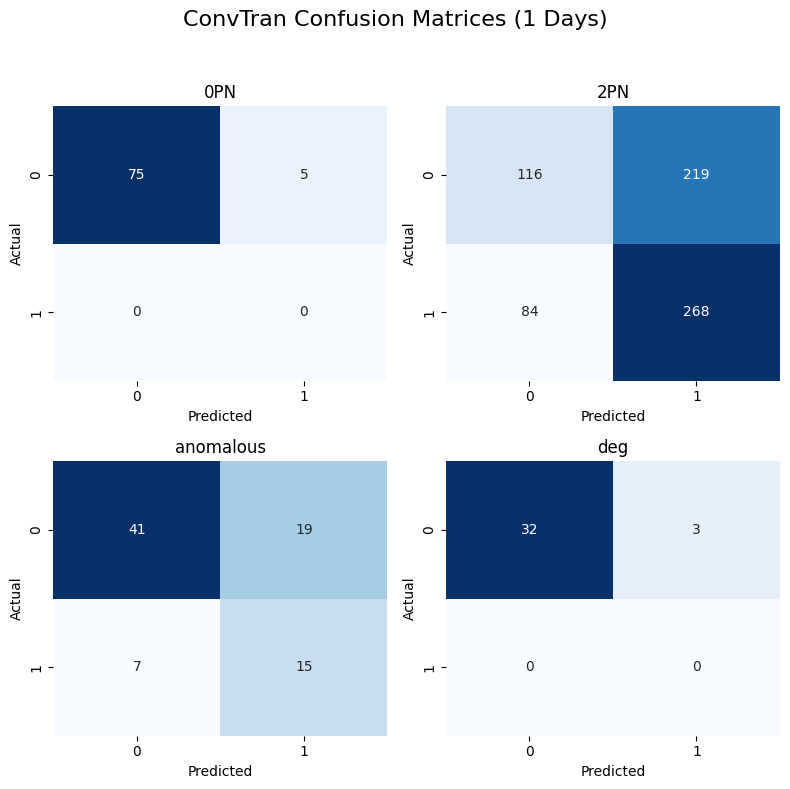 ConvTran Confusion Matrices (1 Days)
0PN
0
75
5
Actual
1
0
0
0
1
Predicted
2PN
0
116
219
Actual
1
84
268
0
1
Predicted
anomalous
0
41
19
Actual
1
7
15
0
1
Predicted
deg
0
32
3
Actual
1
0
0
0
1
Predicted